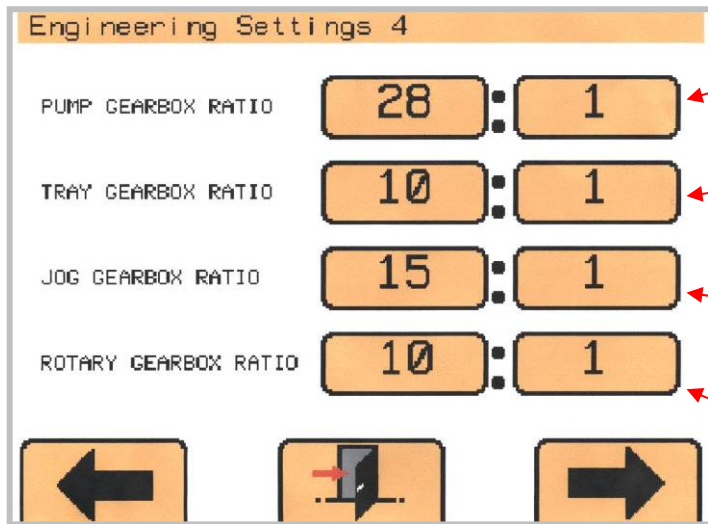 Engineering Settings 4
PUMP GEARBOX RATIO 28 : 1
TRAY GEARBOX RATIO 10 : 1
JOG GEARBOX RATIO 15 : 1
ROTARY GEARBOX RATIO 10 : 1